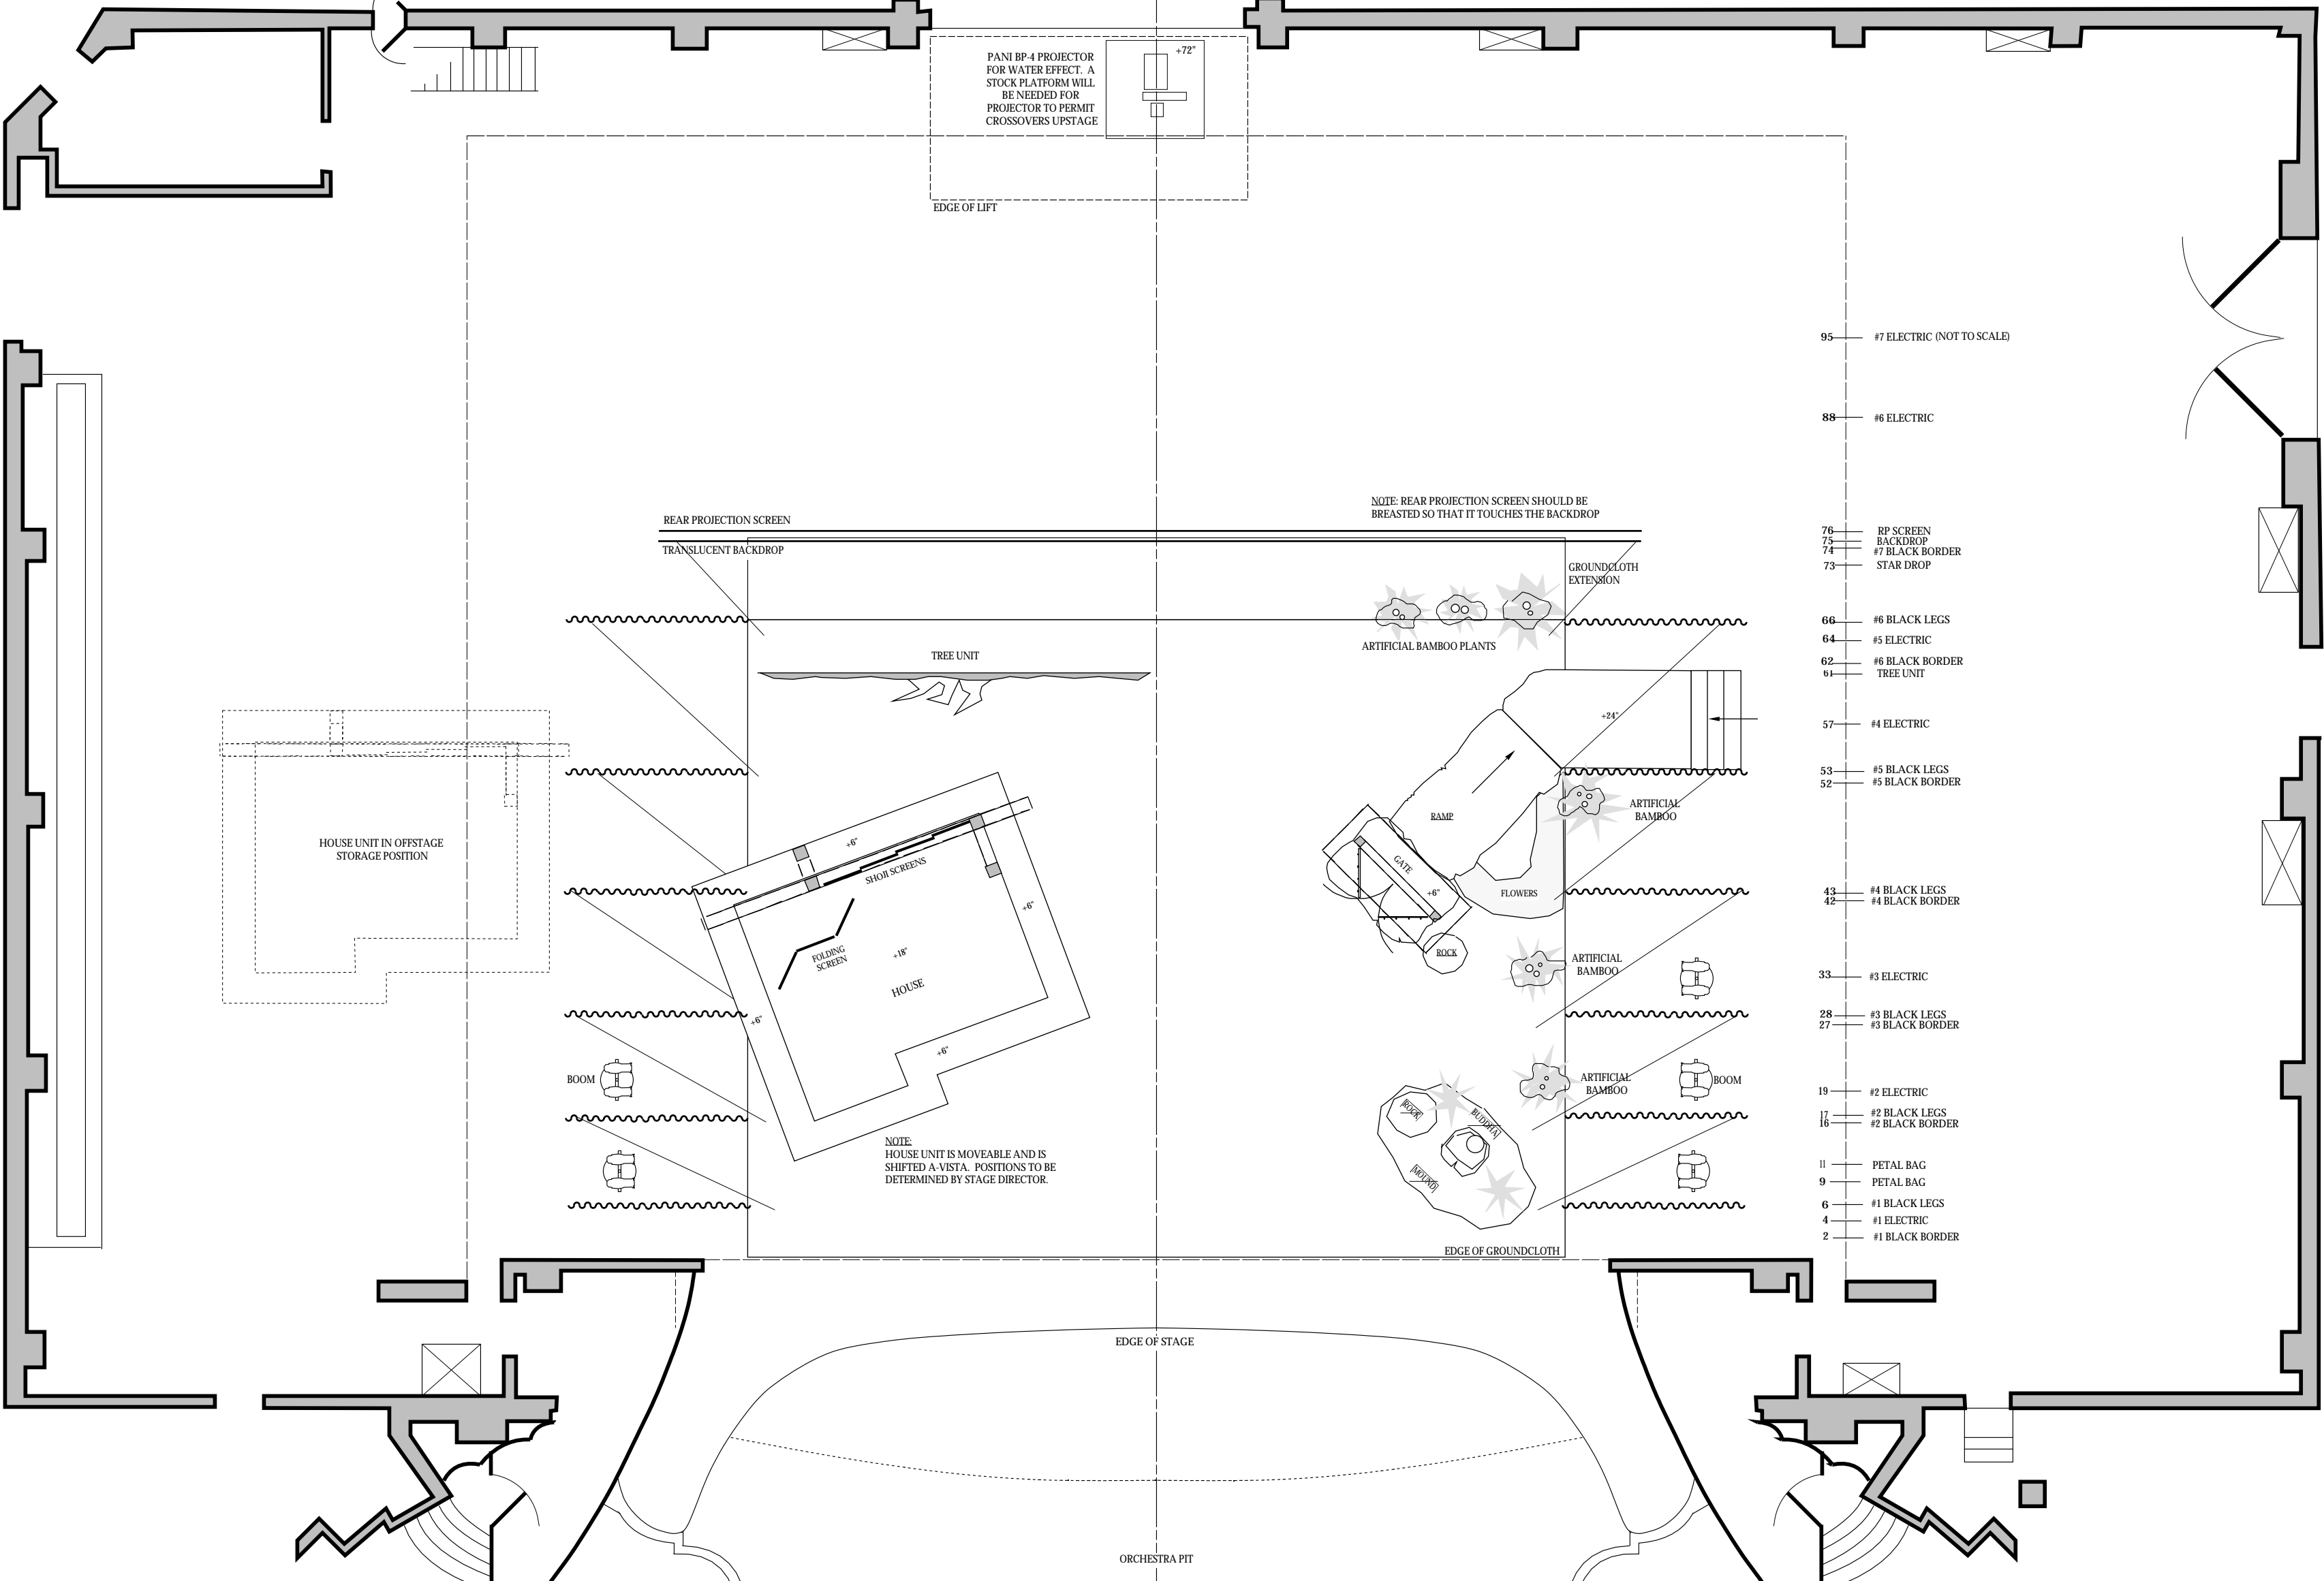 +72"
PANI BP-4 PROJECTOR
FOR WATER EFFECT. A
STOCK PLATFORM WILL
BE NEEDED FOR
PROJECTOR TO PERMIT
CROSSOVERS UPSTAGE
EDGE OF LIFT
95 #7 ELECTRIC (NOT TO SCALE)
88 #6 ELECTRIC
NOTE: REAR PROJECTION SCREEN SHOULD BE
BREASTED SO THAT IT TOUCHES THE BACKDROP
REAR PROJECTION SCREEN
TRANSLUCENT BACKDROP
76 RP SCREEN
75 BACKDROP
74 #7 BLACK BORDER
73 STAR DROP
GROUNDCLOTH
EXTENSION
66 #6 BLACK LEGS
64 #5 ELECTRIC
ARTIFICIAL BAMBOO PLANTS
TREE UNIT
62 #6 BLACK BORDER
61 TREE UNIT
+24"
57 #4 ELECTRIC
53 #5 BLACK LEGS
52 #5 BLACK BORDER
ARTIFICIAL
BAMBOO
RAMP
HOUSE UNIT IN OFFSTAGE
STORAGE POSITION
+6"
SHOJI SCREENS
GATE
+6"
FLOWERS
43 #4 BLACK LEGS
42 #4 BLACK BORDER
+6"
FOLDING
SCREEN
+18"
HOUSE
ROCK
ARTIFICIAL
BAMBOO
33 #3 ELECTRIC
+6"
28 #3 BLACK LEGS
27 #3 BLACK BORDER
+6"
BOOM
ARTIFICIAL
BAMBOO
BOOM
19 #2 ELECTRIC
ROCK
BUDDHA
MOUND
17 #2 BLACK LEGS
16 #2 BLACK BORDER
NOTE:
HOUSE UNIT IS MOVEABLE AND IS
SHIFTED A-VISTA. POSITIONS TO BE
DETERMINED BY STAGE DIRECTOR.
11 PETAL BAG
9 PETAL BAG
6 #1 BLACK LEGS
4 #1 ELECTRIC
2 #1 BLACK BORDER
EDGE OF GROUNDCLOTH
EDGE OF STAGE
ORCHESTRA PIT